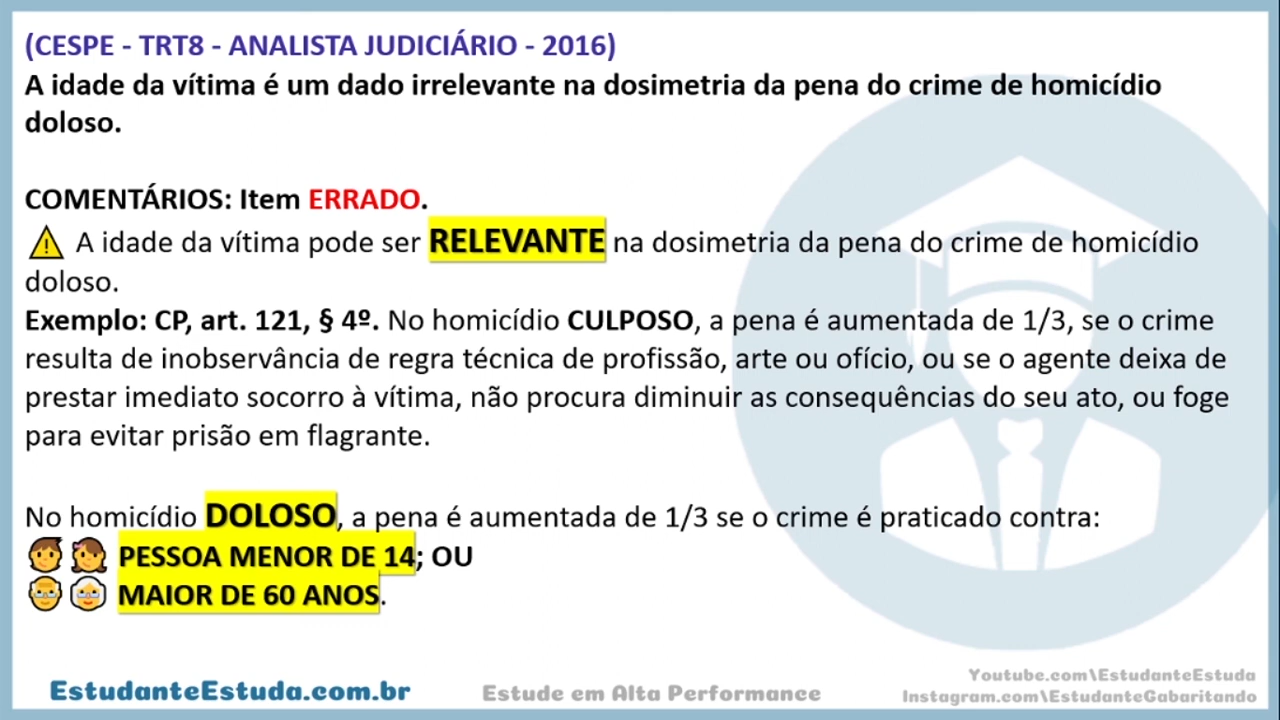 (CESPE - TRT8 - ANALISTA JUDICIÁRIO - 2016)
A idade da vítima é um dado irrelevante na dosimetria da pena do crime de homicídio
doloso.
COMENTÁRIOS: Item ERRADO.
⚠ A idade da vítima pode ser RELEVANTE na dosimetria da pena do crime de homicídio
doloso.
Exemplo: CP, art. 121, § 4º. No homicídio CULPOSO, a pena é aumentada de 1/3, se o crime
resulta de inobservância de regra técnica de profissão, arte ou ofício, ou se o agente deixa de
prestar imediato socorro à vítima, não procura diminuir as consequências do seu ato, ou foge
para evitar prisão em flagrante.
No homicídio DOLOSO, a pena é aumentada de 1/3 se o crime é praticado contra:
PESSOA MENOR DE 14; OU
MAIOR DE 60 ANOS.
EstudanteEstuda.com.br
Estude em Alta Performance
Youtube.com\EstudanteEstuda
Instagram.com\EstudanteGabaritando